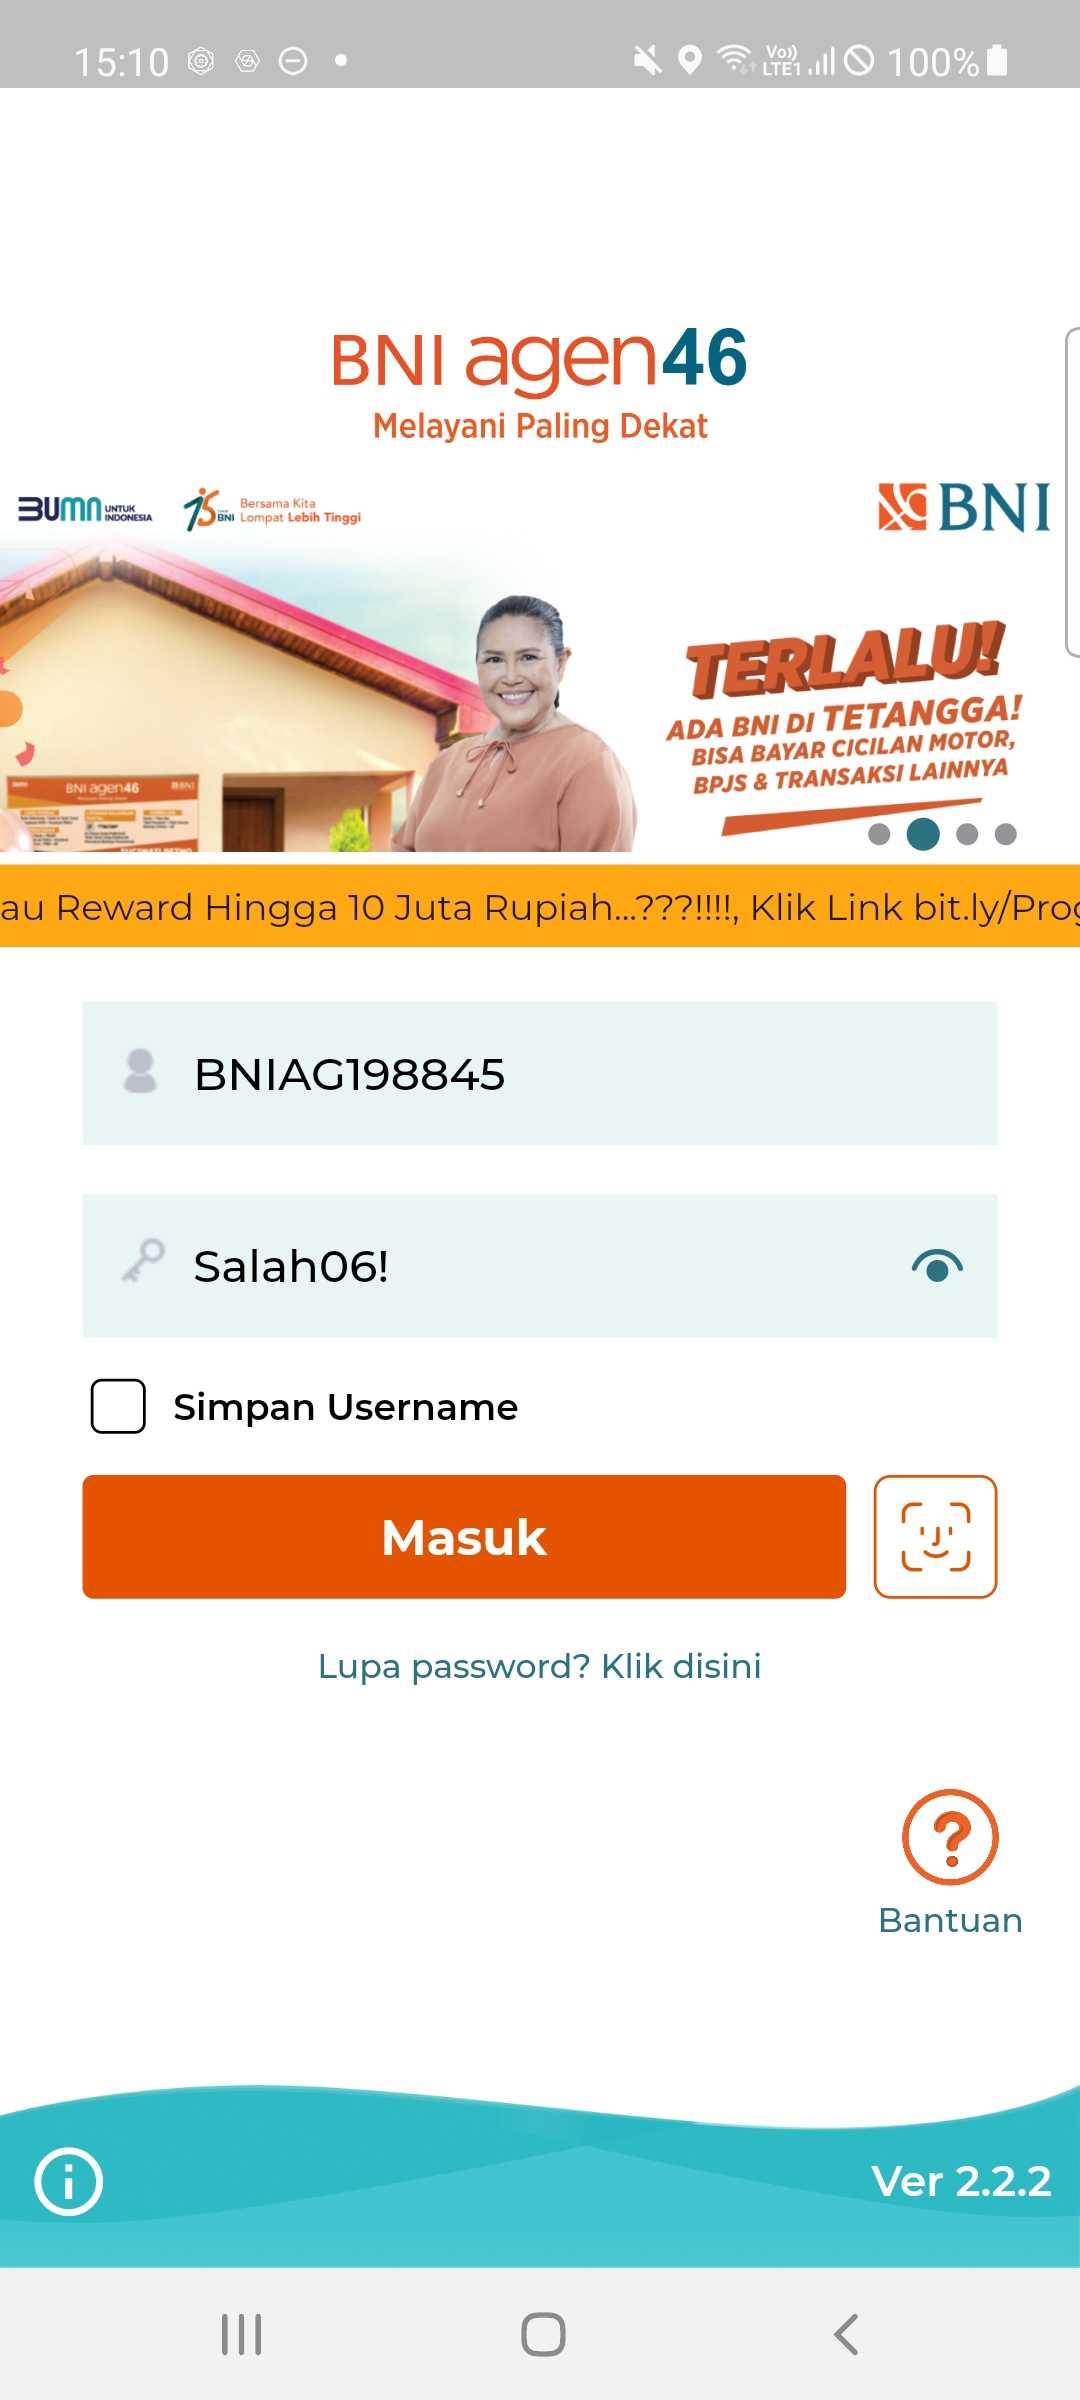 15:10
Vo)) LTE1 100%
BNI agen46
Melayani Paling Dekat
BUMN UNTUK INDONESIA
75 BNI Bersama Kita Lompat Lebih Tinggi
BNI
TERLALU!
ADA BNI DI TETANGGA!
BISA BAYAR CICILAN MOTOR,
BPJS & TRANSAKSI LAINNYA
BNI agen46
BNI
au Reward Hingga 10 Juta Rupiah...???!!!!, Klik Link bit.ly/Prog
BNIAG198845
Salah06!
Simpan Username
Masuk
Lupa password? Klik disini
Bantuan
Ver 2.2.2